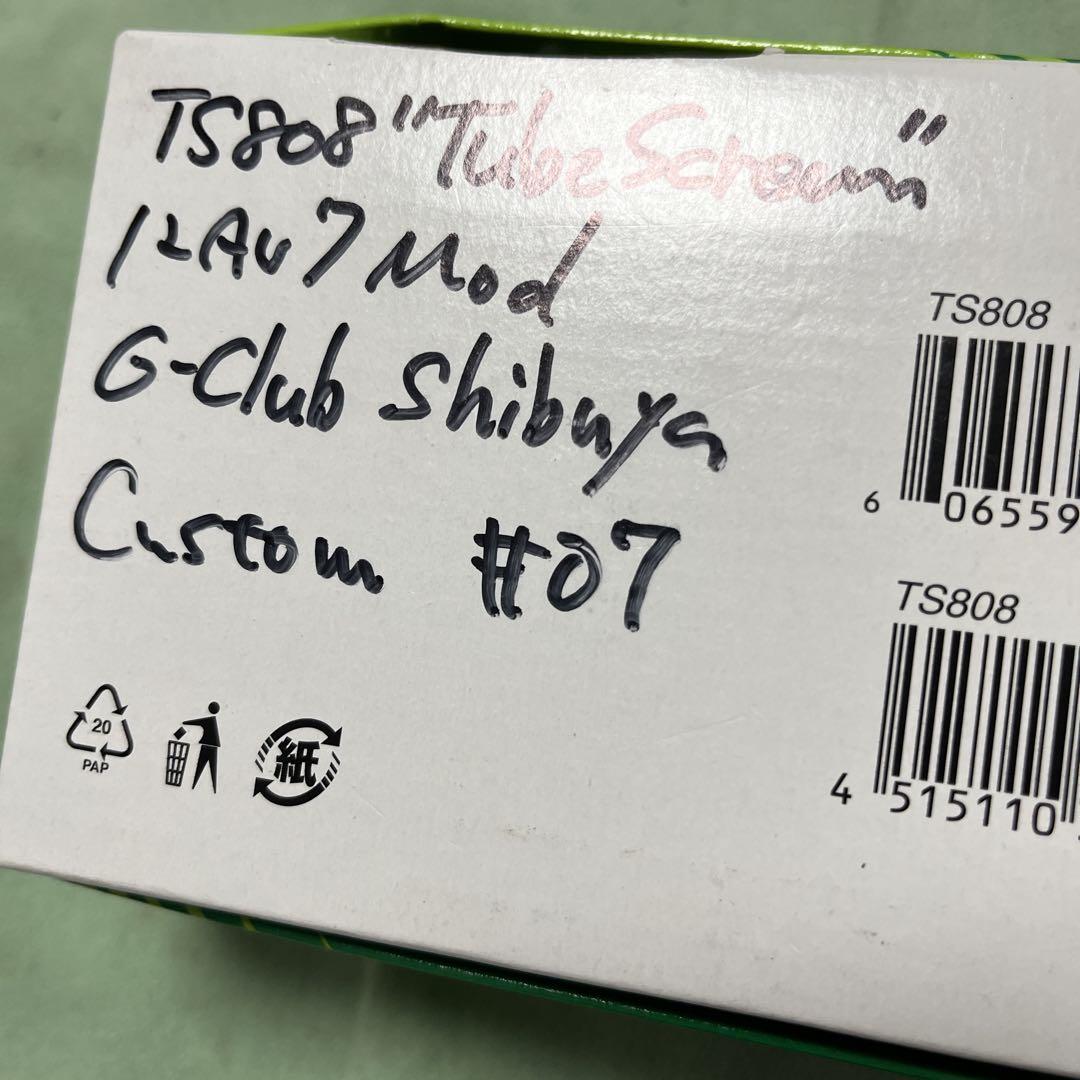 TS808 "Tube Scream"
12AU7 Mod
G-Club Shibuya
Custom #07
TS808
6 06559
TS808
4 515110
20
PAP
紙